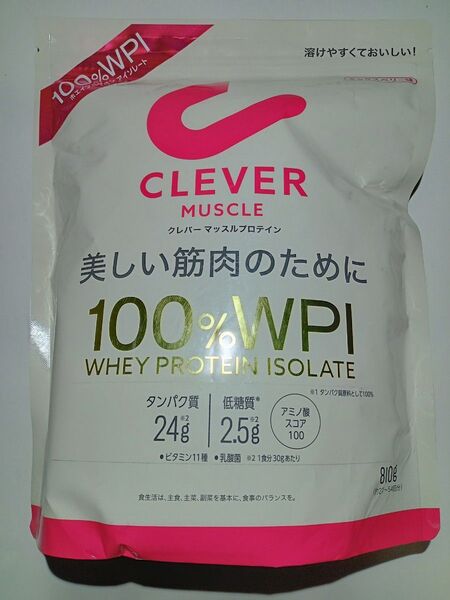 100%WPI
溶けやすくておいしい!
CLEVER
MUSCLE
クレバー マッスルプロテイン
美しい筋肉のために
100%WPI
WHEY PROTEIN ISOLATE
※1 タンパク質原料として100%
タンパク質
24g※2
低糖質※
2.5g※2
アミノ酸
スコア
100
●ビタミン11種 ●乳酸菌 ※2 1食分30gあたり
810g
食生活は、主食、主菜、副菜を基本に、食事のバランスを。